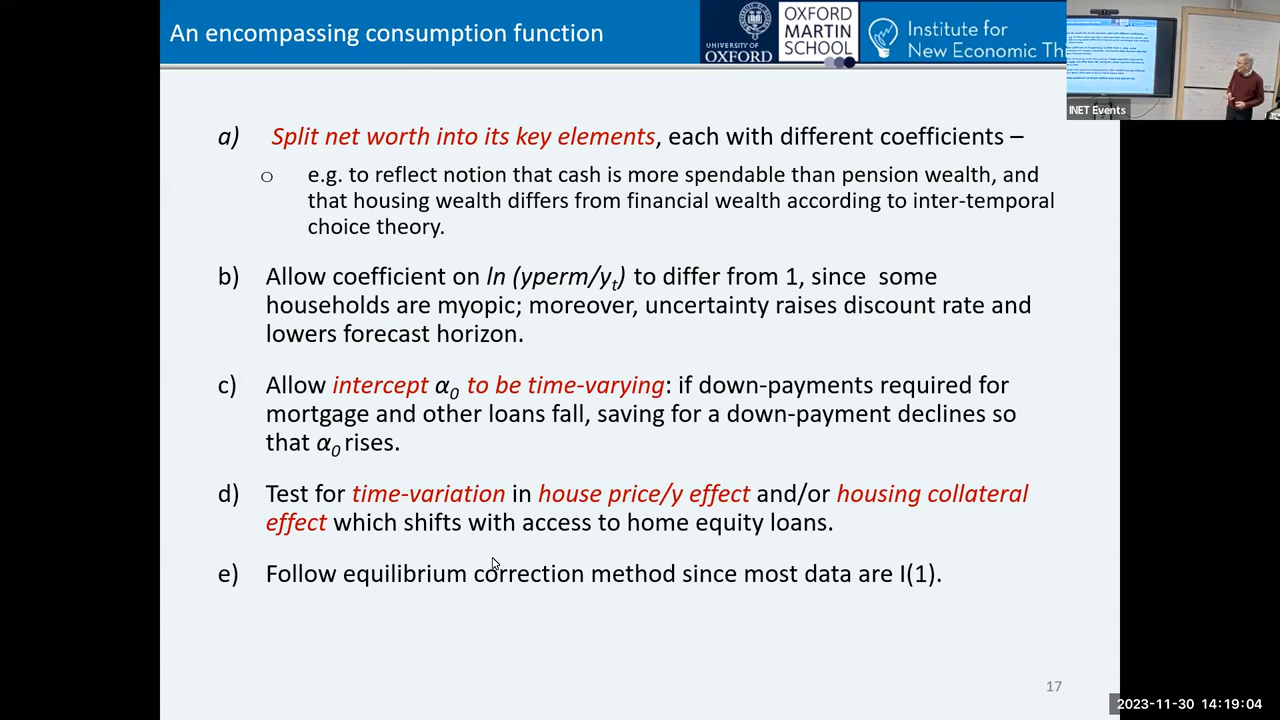 An encompassing consumption function
UNIVERSITY OF
OXFORD
OXFORD
MARTIN
SCHOOL
Institute for
New Economic Th
INET Events
a) Split net worth into its key elements, each with different coefficients –
○ e.g. to reflect notion that cash is more spendable than pension wealth, and
that housing wealth differs from financial wealth according to inter-temporal
choice theory.
b) Allow coefficient on ln (yperm/yₜ) to differ from 1, since some
households are myopic; moreover, uncertainty raises discount rate and
lowers forecast horizon.
c) Allow intercept α₀ to be time-varying: if down-payments required for
mortgage and other loans fall, saving for a down-payment declines so
that α₀ rises.
d) Test for time-variation in house price/y effect and/or housing collateral
effect which shifts with access to home equity loans.
e) Follow equilibrium correction method since most data are I(1).
17
2023-11-30 14:19:04